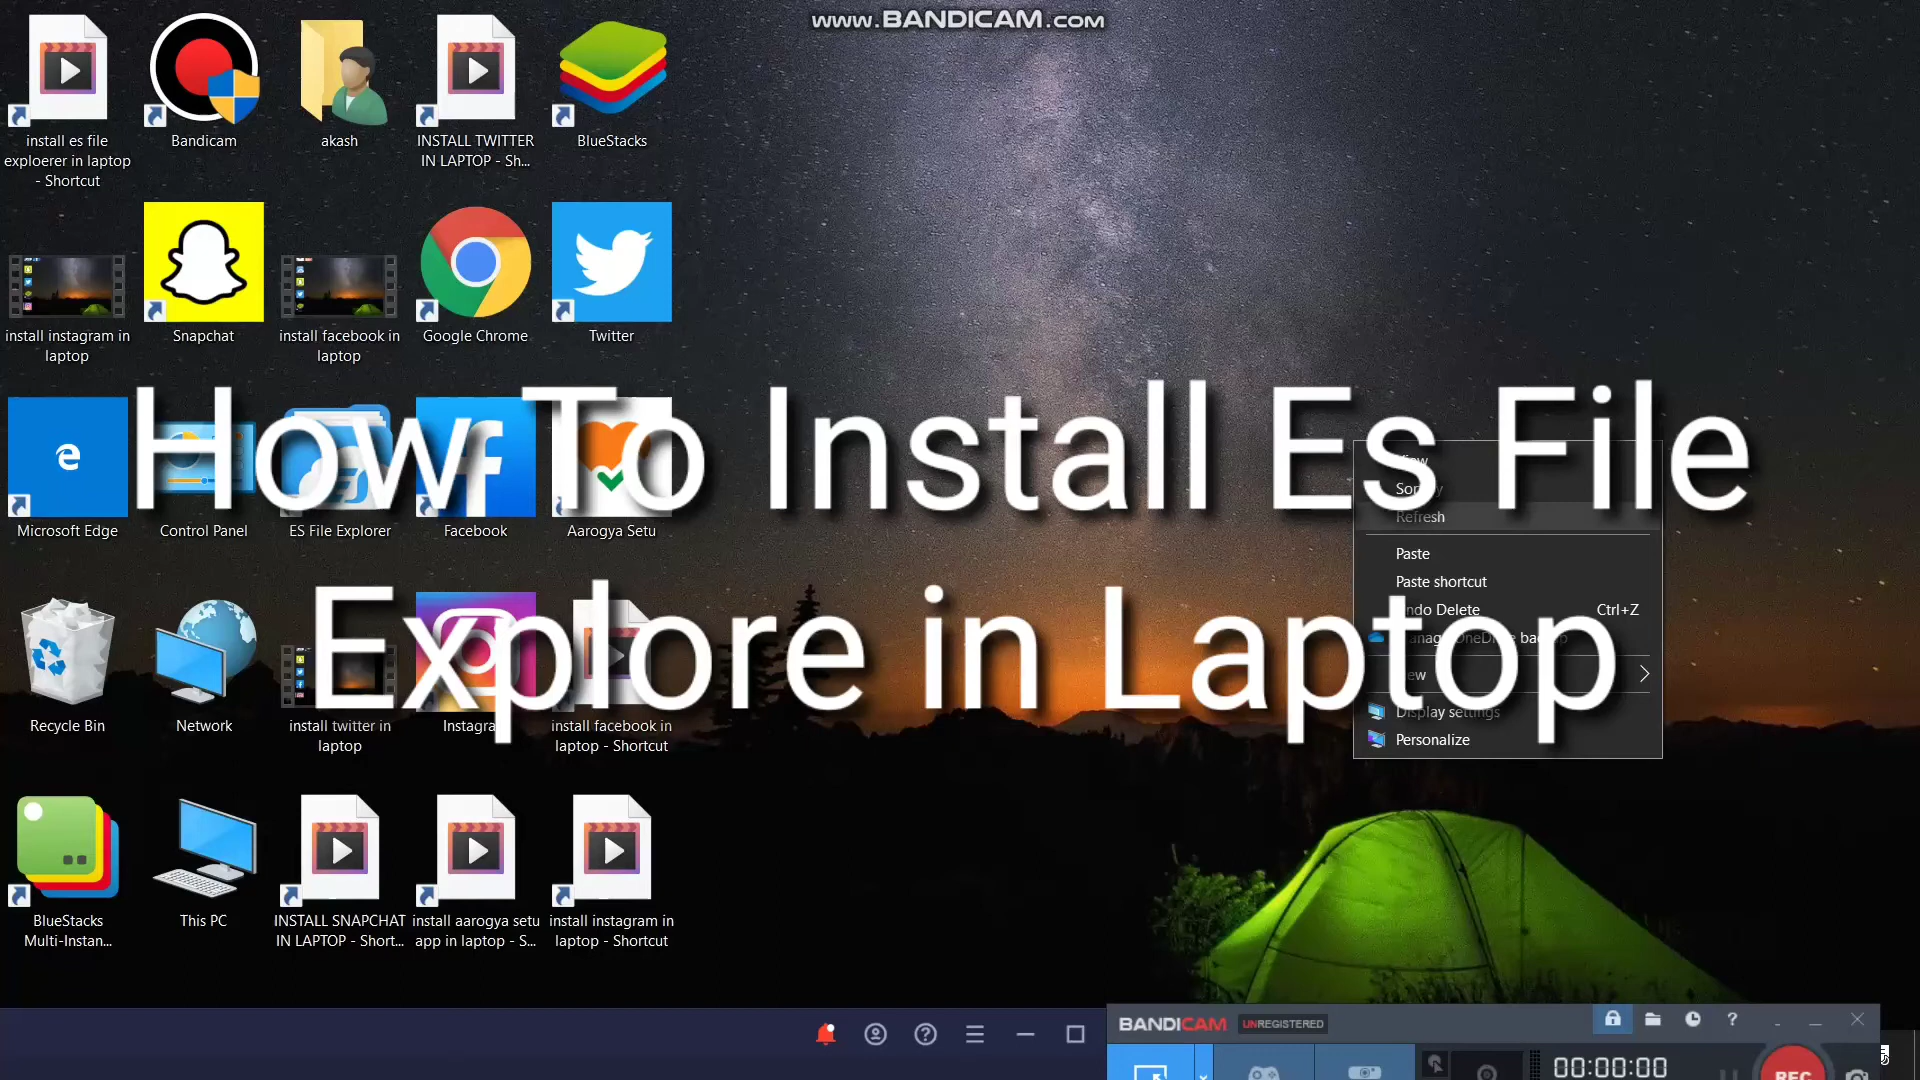 www.BANDICAM.com
install es file
exploerer in laptop
- Shortcut
Bandicam
akash
INSTALL TWITTER
IN LAPTOP - Sh...
BlueStacks
install instagram in
laptop
Snapchat
install facebook in
laptop
Google Chrome
Twitter
How To Install Es File
Explore in Laptop
Microsoft Edge
Control Panel
ES File Explorer
Facebook
Aarogya Setu
Refresh
Paste
Paste shortcut
Delete Ctrl+Z
Display settings
Personalize
Recycle Bin
Network
install twitter in
laptop
install facebook in
laptop - Shortcut
BlueStacks
Multi-Instan...
This PC
INSTALL SNAPCHAT
IN LAPTOP - Short...
install aarogya setu
app in laptop - S...
install instagram in
laptop - Shortcut
BANDICAM UNREGISTERED
00:00:00
REC